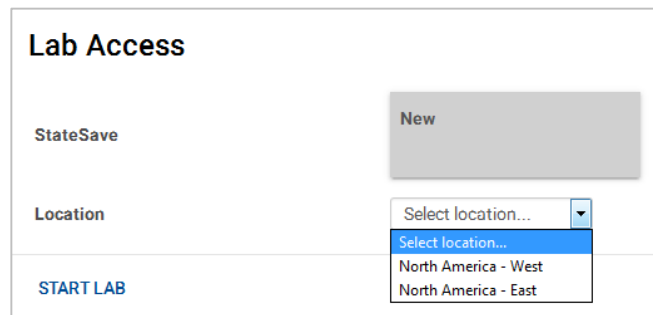 Lab Access
StateSave
New
Location
Select location...
Select location...
North America - West
North America - East
START LAB